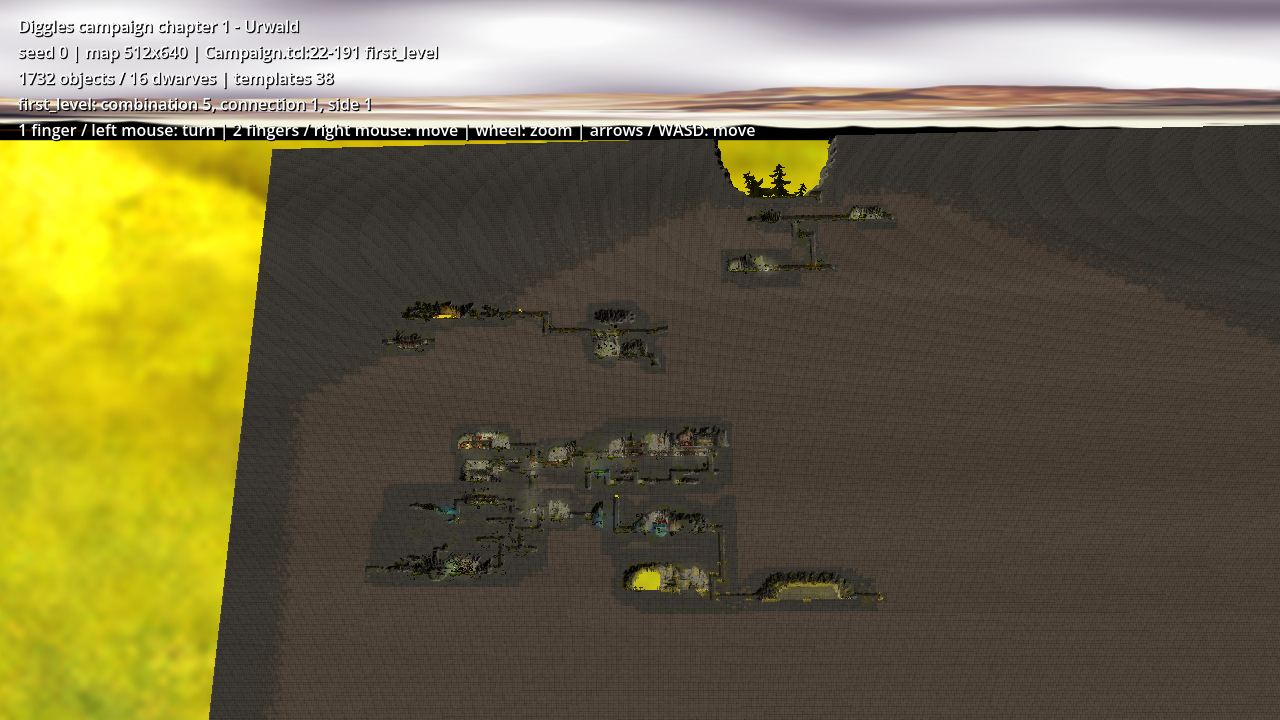 Diggles campaign chapter 1 - Urwald
seed 0 | map 512x640 | Campaign.tcl:22-191 first_level
1732 objects / 16 dwarves | templates 38
first_level: combination 5, connection 1, side 1
1 finger / left mouse: turn | 2 fingers / right mouse: move | wheel: zoom | arrows / WASD: move